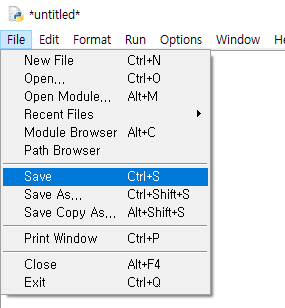 *untitled*
File Edit Format Run Options Window He
New File Ctrl+N
Open... Ctrl+O
Open Module... Alt+M
Recent Files
Module Browser Alt+C
Path Browser
Save Ctrl+S
Save As... Ctrl+Shift+S
Save Copy As... Alt+Shift+S
Print Window Ctrl+P
Close Alt+F4
Exit Ctrl+Q